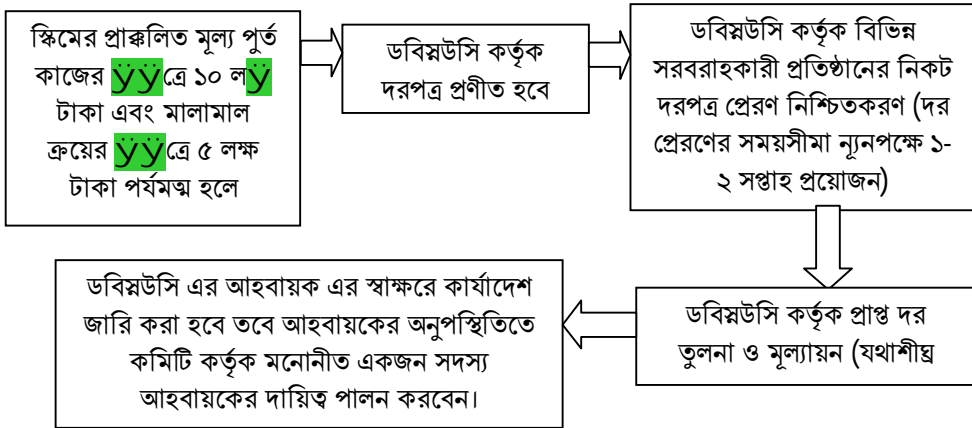 স্কিমের প্রাক্কলিত মূল্য পুর্ত
কাজের ÿÿত্রে ১০ লÿ
টাকা এবং মালামাল
ক্রয়ের ÿÿত্রে ৫ লক্ষ
টাকা পর্যমত্ম হলে
ডবিস্নউসি কর্তৃক
দরপত্র প্রণীত হবে
ডবিস্নউসি কর্তৃক বিভিন্ন
সরবরাহকারী প্রতিষ্ঠানের নিকট
দরপত্র প্রেরণ নিশ্চিতকরণ (দর
প্রেরণের সময়সীমা ন্যূনপক্ষে ১-
২ সপ্তাহ প্রয়োজন)
ডবিস্নউসি কর্তৃক প্রাপ্ত দর
তুলনা ও মূল্যায়ন (যথাশীঘ্র
ডবিস্নউসি এর আহবায়ক এর স্বাক্ষরে কার্যাদেশ
জারি করা হবে তবে আহবায়কের অনুপস্থিতিতে
কমিটি কর্তৃক মনোনীত একজন সদস্য
আহবায়কের দায়িত্ব পালন করবেন।